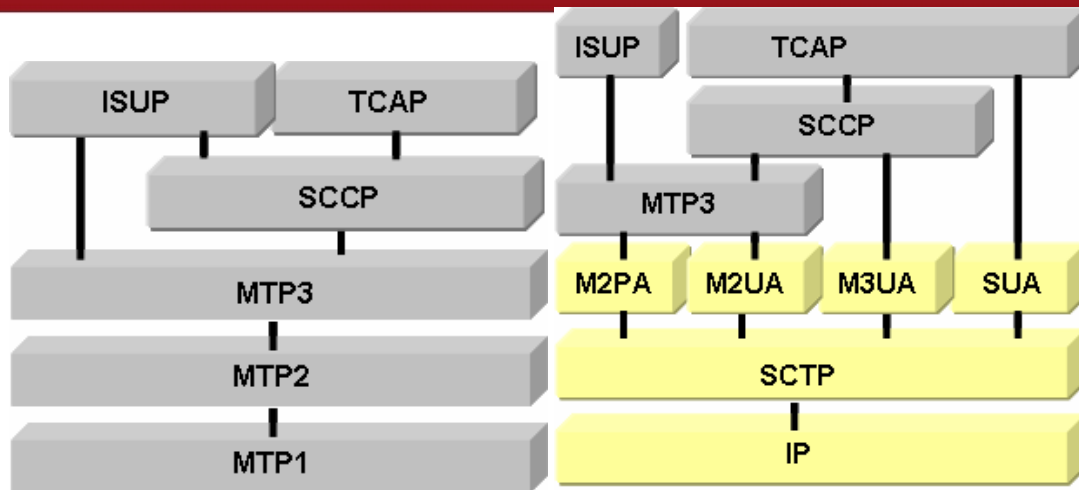 ISUP
TCAP
SCCP
MTP3
MTP2
MTP1
ISUP
TCAP
SCCP
MTP3
M2PA
M2UA
M3UA
SUA
SCTP
IP